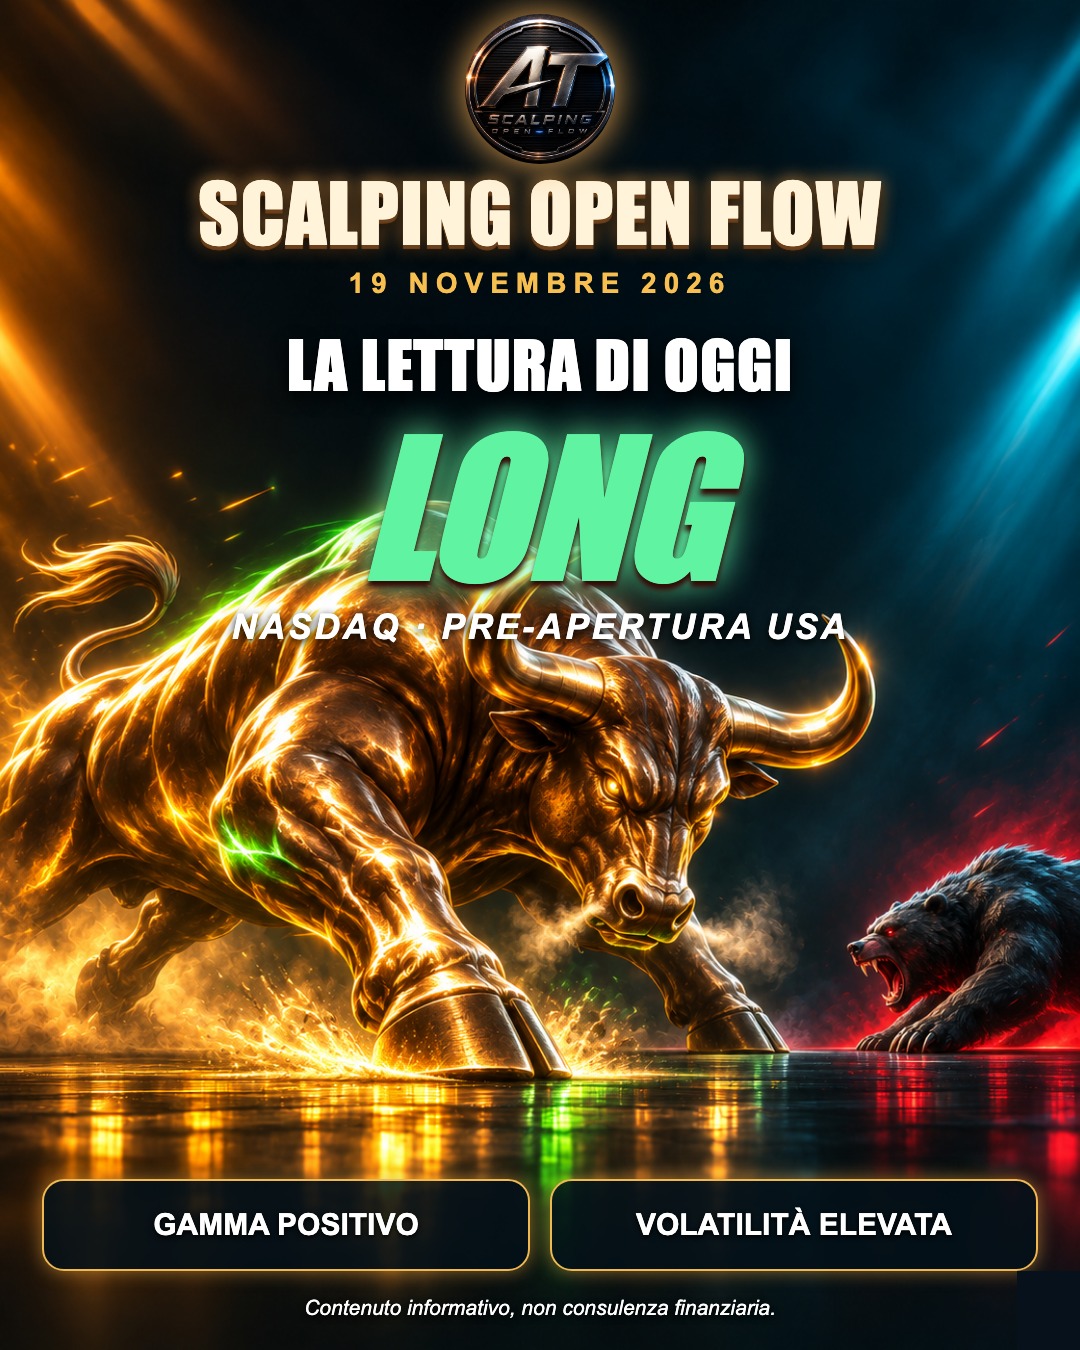 AT
SCALPING
OPEN FLOW
SCALPING OPEN FLOW
19 NOVEMBRE 2026
LA LETTURA DI OGGI
LONG
NASDAQ · PRE-APERTURA USA
GAMMA POSITIVO
VOLATILITÀ ELEVATA
Contenuto informativo, non consulenza finanziaria.